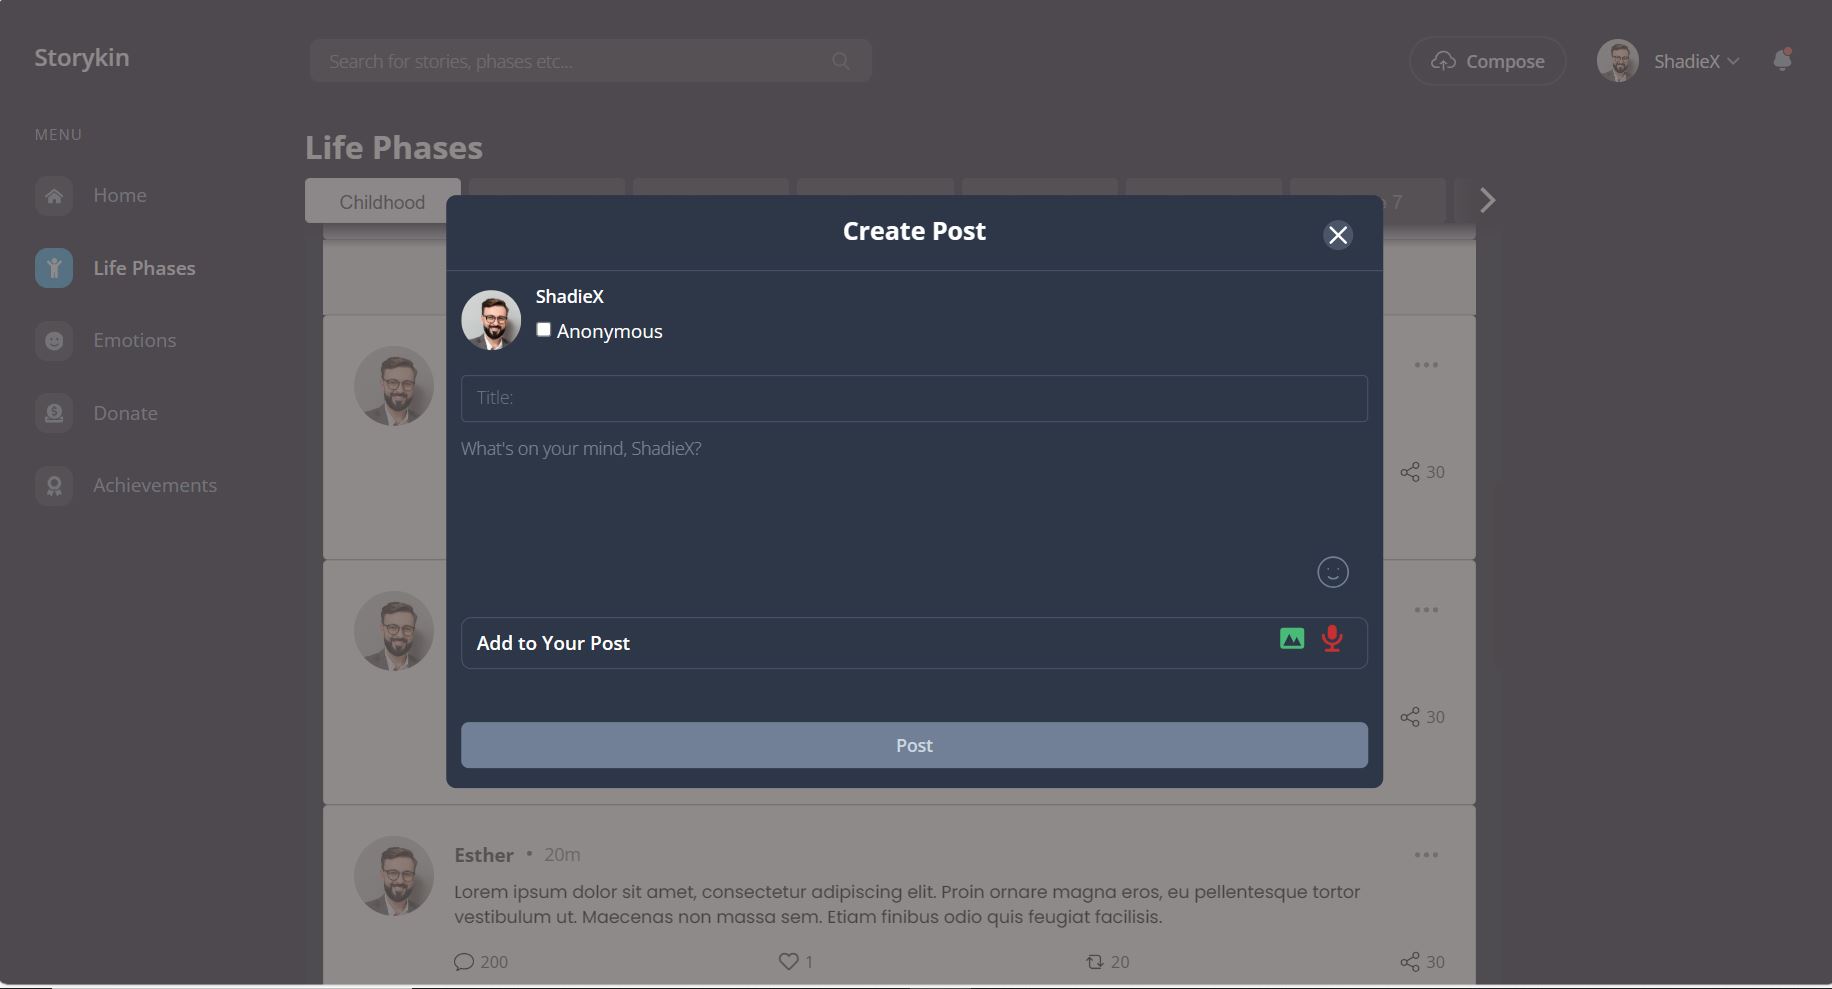 Storykin
Search for stories, phases etc...
Compose
ShadieX
MENU
Life Phases
Home
Childhood
7
Create Post
Life Phases
ShadieX
Anonymous
Emotions
Title:
Donate
What's on your mind, ShadieX?
30
Achievements
Add to Your Post
30
Post
Esther • 20m
Lorem ipsum dolor sit amet, consectetur adipiscing elit. Proin ornare magna eros, eu pellentesque tortor
vestibulum ut. Maecenas non massa sem. Etiam finibus odio quis feugiat facilisis.
200 1 20 30